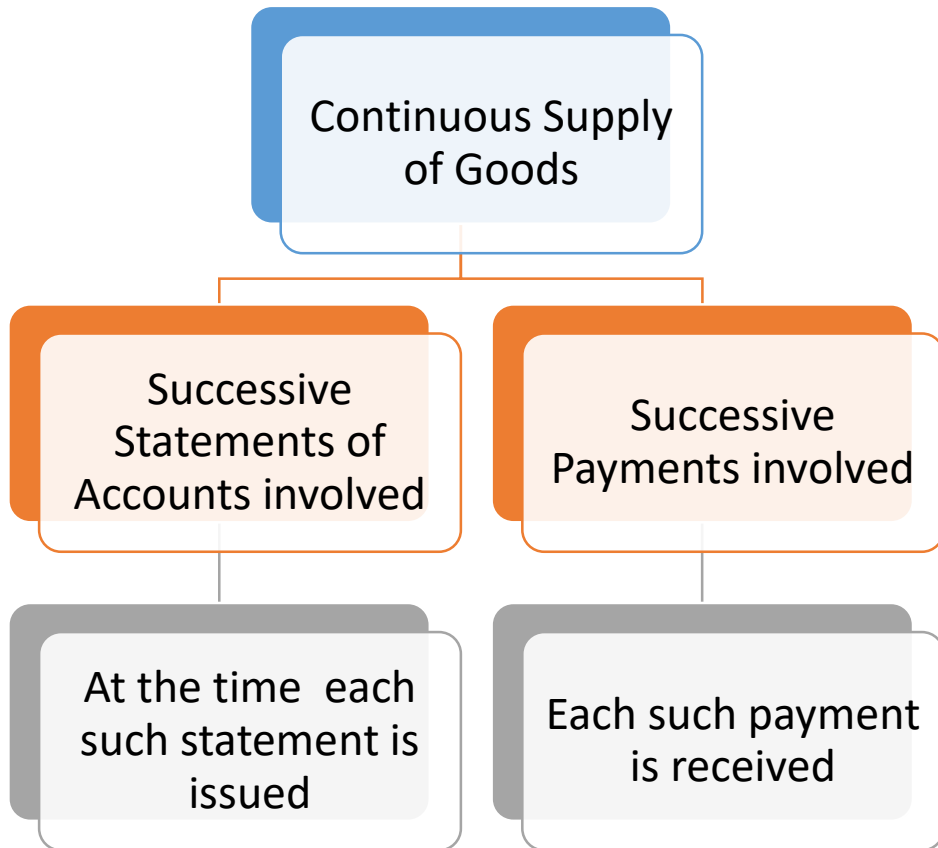 Continuous Supply
of Goods
Successive
Statements of
Accounts involved
Successive
Payments involved
At the time  each
such statement is
issued
Each such payment
is received